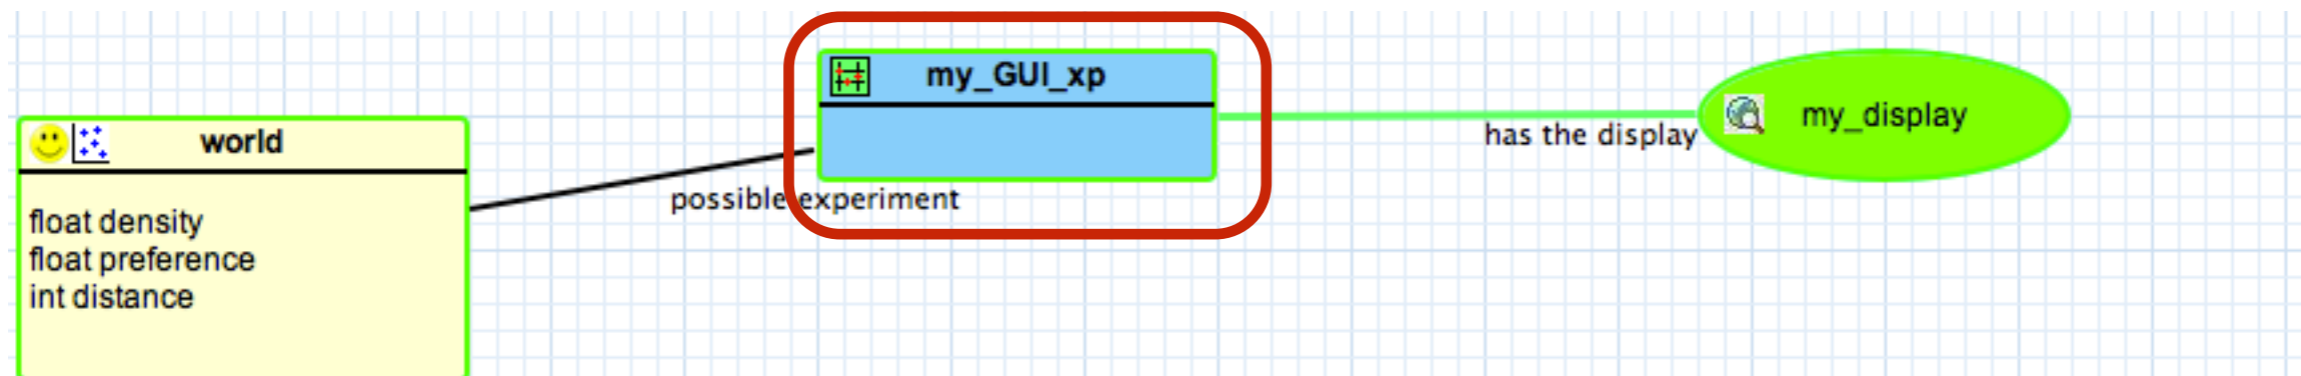 world
float density
float preference
int distance
possible experiment
my_GUI_xp
has the display
my_display